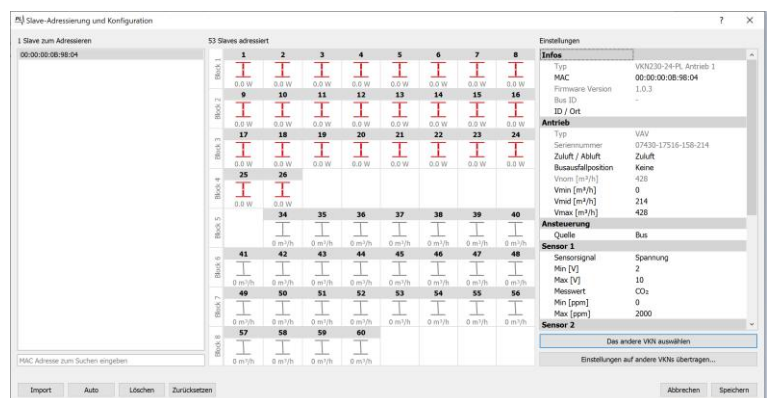 Slave-Adressierung und Konfiguration ? ×
1 Slave zum Adressieren
00:00:00:0B:98:04
MAC Adresse zum Suchen eingeben
53 Slaves adressiert
Block 1
1 2 3 4 5 6 7 8
0.0 W 0.0 W 0.0 W 0.0 W 0.0 W 0.0 W 0.0 W 0.0 W
Block 2
9 10 11 12 13 14 15 16
0.0 W 0.0 W 0.0 W 0.0 W 0.0 W 0.0 W 0.0 W 0.0 W
Block 3
17 18 19 20 21 22 23 24
0.0 W 0.0 W 0.0 W 0.0 W 0.0 W 0.0 W 0.0 W 0.0 W
Block 4
25 26
0.0 W 0.0 W
Block 5
34 35 36 37 38 39 40
0 m³/h 0 m³/h 0 m³/h 0 m³/h 0 m³/h 0 m³/h 0 m³/h
Block 6
41 42 43 44 45 46 47 48
0 m³/h 0 m³/h 0 m³/h 0 m³/h 0 m³/h 0 m³/h 0 m³/h 0 m³/h
Block 7
49 50 51 52 53 54 55 56
0 m³/h 0 m³/h 0 m³/h 0 m³/h 0 m³/h 0 m³/h 0 m³/h 0 m³/h
Block 8
57 58 59 60
0 m³/h 0 m³/h 0 m³/h 0 m³/h
Einstellungen
Infos
Typ VKN230-24-PL Antrieb 1
MAC 00:00:00:0B:98:04
Firmware Version 1.0.3
Bus ID -
ID / Ort
Antrieb
Typ VAV
Seriennummer 07430-17516-158-214
Zuluft / Abluft Zuluft
Busausfallposition Keine
Vnom [m³/h] 428
Vmin [m³/h] 0
Vmid [m³/h] 214
Vmax [m³/h] 428
Ansteuerung
Quelle Bus
Sensor 1
Sensorsignal Spannung
Min [V] 2
Max [V] 10
Messwert CO₂
Min [ppm] 0
Max [ppm] 2000
Sensor 2
Das andere VKN auswählen
Einstellungen auf andere VKNs übertragen...
Import Auto Löschen Zurücksetzen Abbrechen Speichern